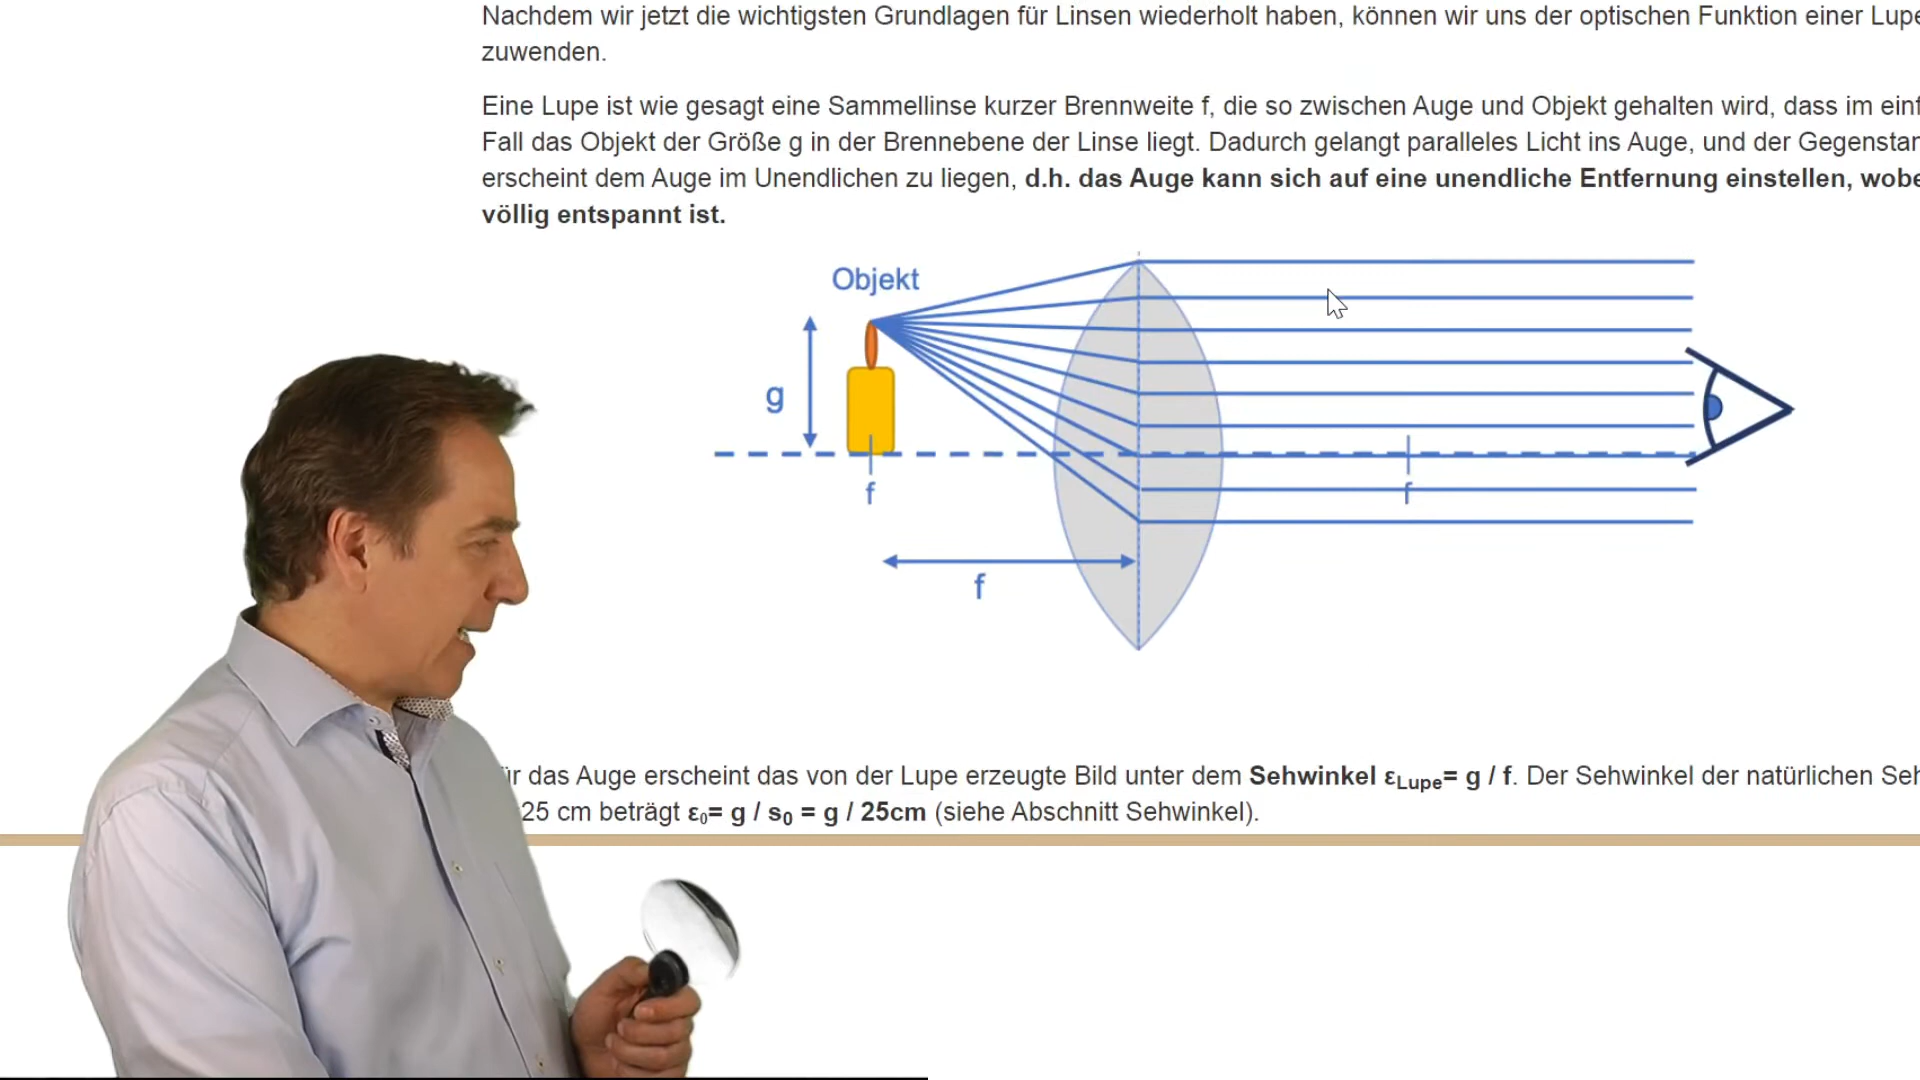 Nachdem wir jetzt die wichtigsten Grundlagen für Linsen wiederholt haben, können wir uns der optischen Funktion einer Lupe
zuwenden.
Eine Lupe ist wie gesagt eine Sammellinse kurzer Brennweite f, die so zwischen Auge und Objekt gehalten wird, dass im
Fall das Objekt der Größe g in der Brennebene der Linse liegt. Dadurch gelangt paralleles Licht ins Auge, und der
erscheint dem Auge im Unendlichen zu liegen, d.h. das Auge kann sich auf eine unendliche Entfernung einstellen,
völlig entspannt ist.
Objekt
g
f
f
f
das Auge erscheint das von der Lupe erzeugte Bild unter dem Sehwinkel εLupe= g / f. Der Sehwinkel der natürlichen
25 cm beträgt ε0= g / s0 = g / 25cm (siehe Abschnitt Sehwinkel).